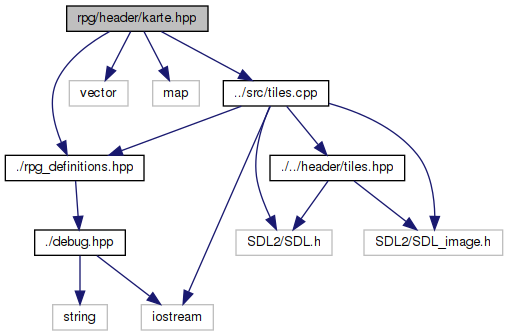 rpg/header/karte.hpp
vector
map
../src/tiles.cpp
./rpg_definitions.hpp
./../header/tiles.hpp
./debug.hpp
SDL2/SDL.h
SDL2/SDL_image.h
string
iostream